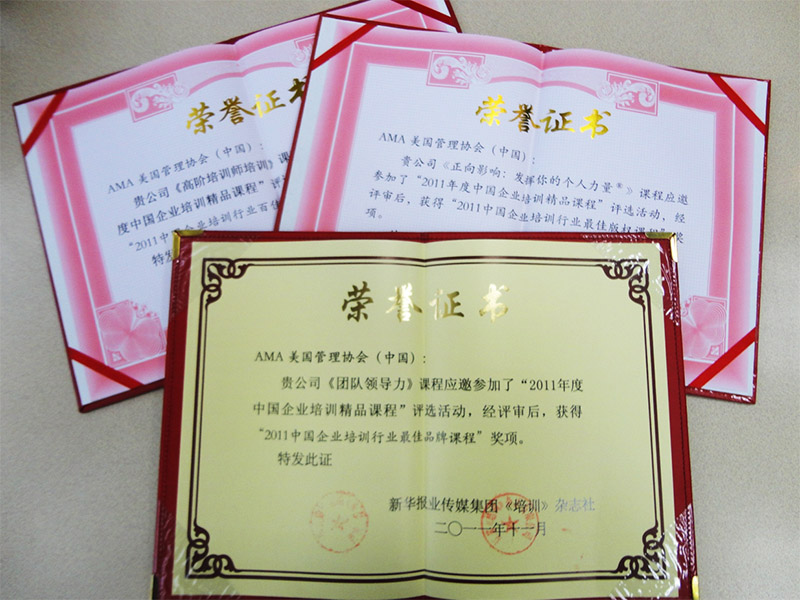 荣誉证书
AMA 美国管理协会（中国）：
贵公司《高阶培训师培训》课
度中国企业培训精品课程”评
“2011中国企业培训行业百佳
特发
荣誉证书
AMA 美国管理协会（中国）：
贵公司《正向影响：发挥你的个人力量®》课程应邀
参加了“2011年度中国企业培训精品课程”评选活动，经
评审后，获得“2011中国企业培训行业最佳版权课程”奖
项。
荣誉证书
AMA 美国管理协会（中国）：
贵公司《团队领导力》课程应邀参加了“2011年度
中国企业培训精品课程”评选活动，经评审后，获得
“2011中国企业培训行业最佳品牌课程”奖项。
特发此证
新华报业传媒集团《培训》杂志社
二〇一一年十一月